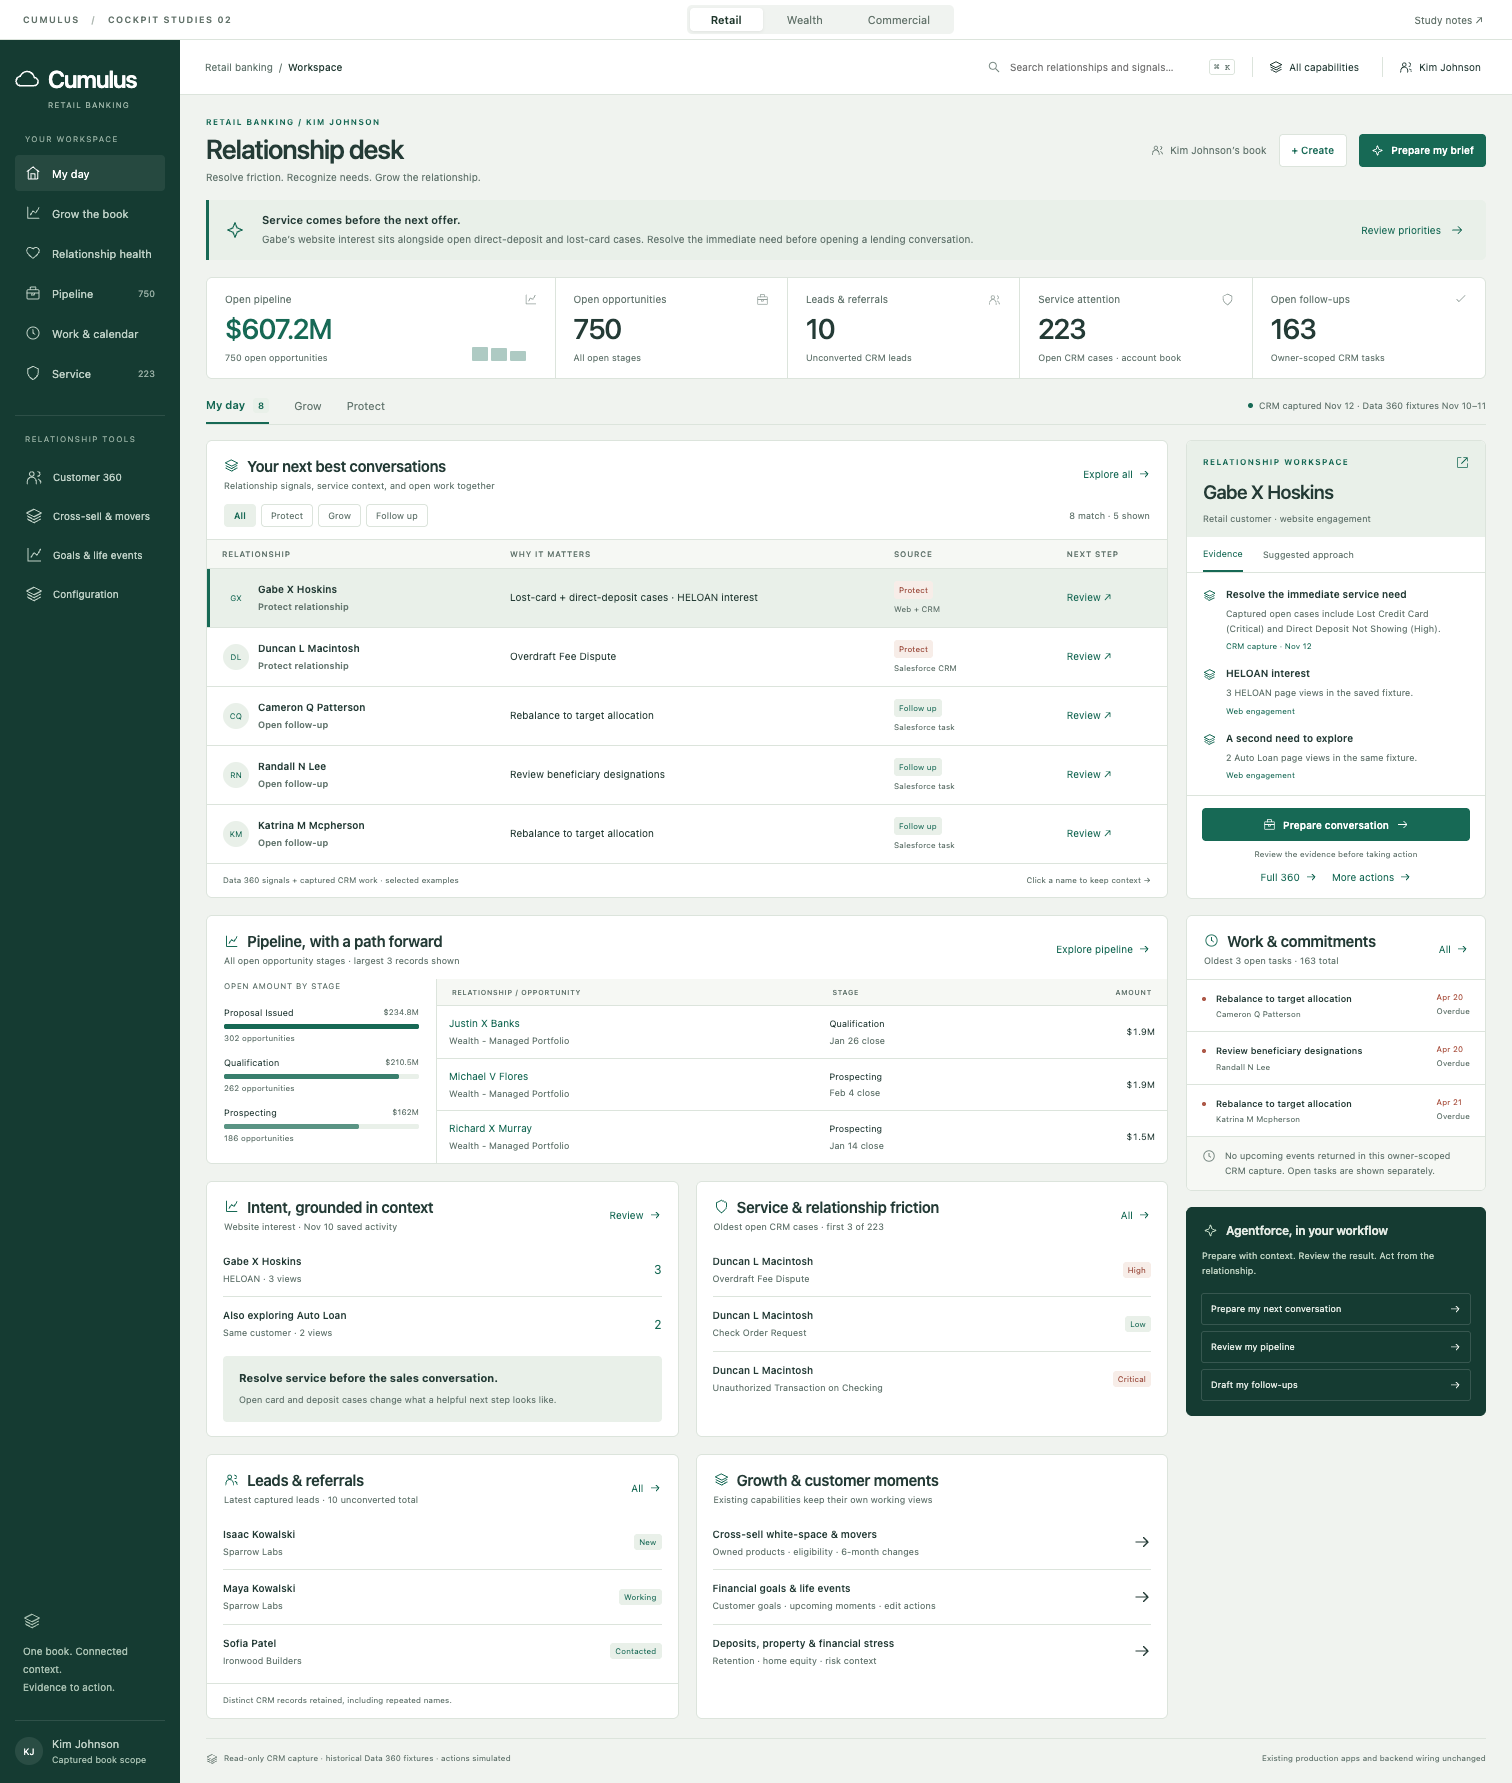 CUMULUS / COCKPIT STUDIES 02
Retail
Wealth
Commercial
Study notes ↗
Cumulus
RETAIL BANKING
YOUR WORKSPACE
My day
Grow the book
Relationship health
Pipeline 750
Work & calendar
Service 223
RELATIONSHIP TOOLS
Customer 360
Cross-sell & movers
Goals & life events
Configuration
One book. Connected
context.
Evidence to action.
KJ
Kim Johnson
Captured book scope
Retail banking / Workspace
Search relationships and signals...
⌘ K
All capabilities
Kim Johnson
RETAIL BANKING / KIM JOHNSON
Relationship desk
Resolve friction. Recognize needs. Grow the relationship.
Kim Johnson's book
+ Create
Prepare my brief
Service comes before the next offer.
Gabe's website interest sits alongside open direct-deposit and lost-card cases. Resolve the immediate need before opening a lending conversation.
Review priorities →
Open pipeline
$607.2M
750 open opportunities
Open opportunities
750
All open stages
Leads & referrals
10
Unconverted CRM leads
Service attention
223
Open CRM cases · account book
Open follow-ups
163
Owner-scoped CRM tasks
My day 8
Grow
Protect
CRM captured Nov 12 · Data 360 fixtures Nov 10–11
Your next best conversations
Relationship signals, service context, and open work together
Explore all →
All
Protect
Grow
Follow up
8 match · 5 shown
RELATIONSHIP
WHY IT MATTERS
SOURCE
NEXT STEP
GX
Gabe X Hoskins
Protect relationship
Lost-card + direct-deposit cases · HELOAN interest
Protect
Web + CRM
Review ↗
DL
Duncan L Macintosh
Protect relationship
Overdraft Fee Dispute
Protect
Salesforce CRM
Review ↗
CQ
Cameron Q Patterson
Open follow-up
Rebalance to target allocation
Follow up
Salesforce task
Review ↗
RN
Randall N Lee
Open follow-up
Review beneficiary designations
Follow up
Salesforce task
Review ↗
KM
Katrina M Mcpherson
Open follow-up
Rebalance to target allocation
Follow up
Salesforce task
Review ↗
Data 360 signals + captured CRM work · selected examples
Click a name to keep context →
RELATIONSHIP WORKSPACE
Gabe X Hoskins
Retail customer · website engagement
Evidence
Suggested approach
Resolve the immediate service need
Captured open cases include Lost Credit Card
(Critical) and Direct Deposit Not Showing (High).
CRM capture · Nov 12
HELOAN interest
3 HELOAN page views in the saved fixture.
Web engagement
A second need to explore
2 Auto Loan page views in the same fixture.
Web engagement
Prepare conversation →
Review the evidence before taking action
Full 360 →
More actions →
Pipeline, with a path forward
All open opportunity stages · largest 3 records shown
Explore pipeline →
OPEN AMOUNT BY STAGE
Proposal Issued $234.8M
302 opportunities
Qualification $210.5M
262 opportunities
Prospecting $162M
186 opportunities
RELATIONSHIP / OPPORTUNITY
STAGE
AMOUNT
Justin X Banks
Wealth - Managed Portfolio
Qualification
Jan 26 close
$1.9M
Michael V Flores
Wealth - Managed Portfolio
Prospecting
Feb 4 close
$1.9M
Richard X Murray
Wealth - Managed Portfolio
Prospecting
Jan 14 close
$1.5M
Work & commitments
Oldest 3 open tasks · 163 total
All →
Rebalance to target allocation
Cameron Q Patterson
Apr 20
Overdue
Review beneficiary designations
Randall N Lee
Apr 20
Overdue
Rebalance to target allocation
Katrina M Mcpherson
Apr 21
Overdue
No upcoming events returned in this owner-scoped
CRM capture. Open tasks are shown separately.
Intent, grounded in context
Website interest · Nov 10 saved activity
Review →
Gabe X Hoskins
HELOAN · 3 views
3
Also exploring Auto Loan
Same customer · 2 views
2
Resolve service before the sales conversation.
Open card and deposit cases change what a helpful next step looks like.
Service & relationship friction
Oldest open CRM cases · first 3 of 223
All →
Duncan L Macintosh
Overdraft Fee Dispute
High
Duncan L Macintosh
Check Order Request
Low
Duncan L Macintosh
Unauthorized Transaction on Checking
Critical
Agentforce, in your workflow
Prepare with context. Review the result. Act from the
relationship.
Prepare my next conversation →
Review my pipeline →
Draft my follow-ups →
Leads & referrals
Latest captured leads · 10 unconverted total
All →
Isaac Kowalski
Sparrow Labs
New
Maya Kowalski
Sparrow Labs
Working
Sofia Patel
Ironwood Builders
Contacted
Distinct CRM records retained, including repeated names.
Growth & customer moments
Existing capabilities keep their own working views
Cross-sell white-space & movers
Owned products · eligibility · 6-month changes
→
Financial goals & life events
Customer goals · upcoming moments · edit actions
→
Deposits, property & financial stress
Retention · home equity · risk context
→
Read-only CRM capture · historical Data 360 fixtures · actions simulated
Existing production apps and backend wiring unchanged